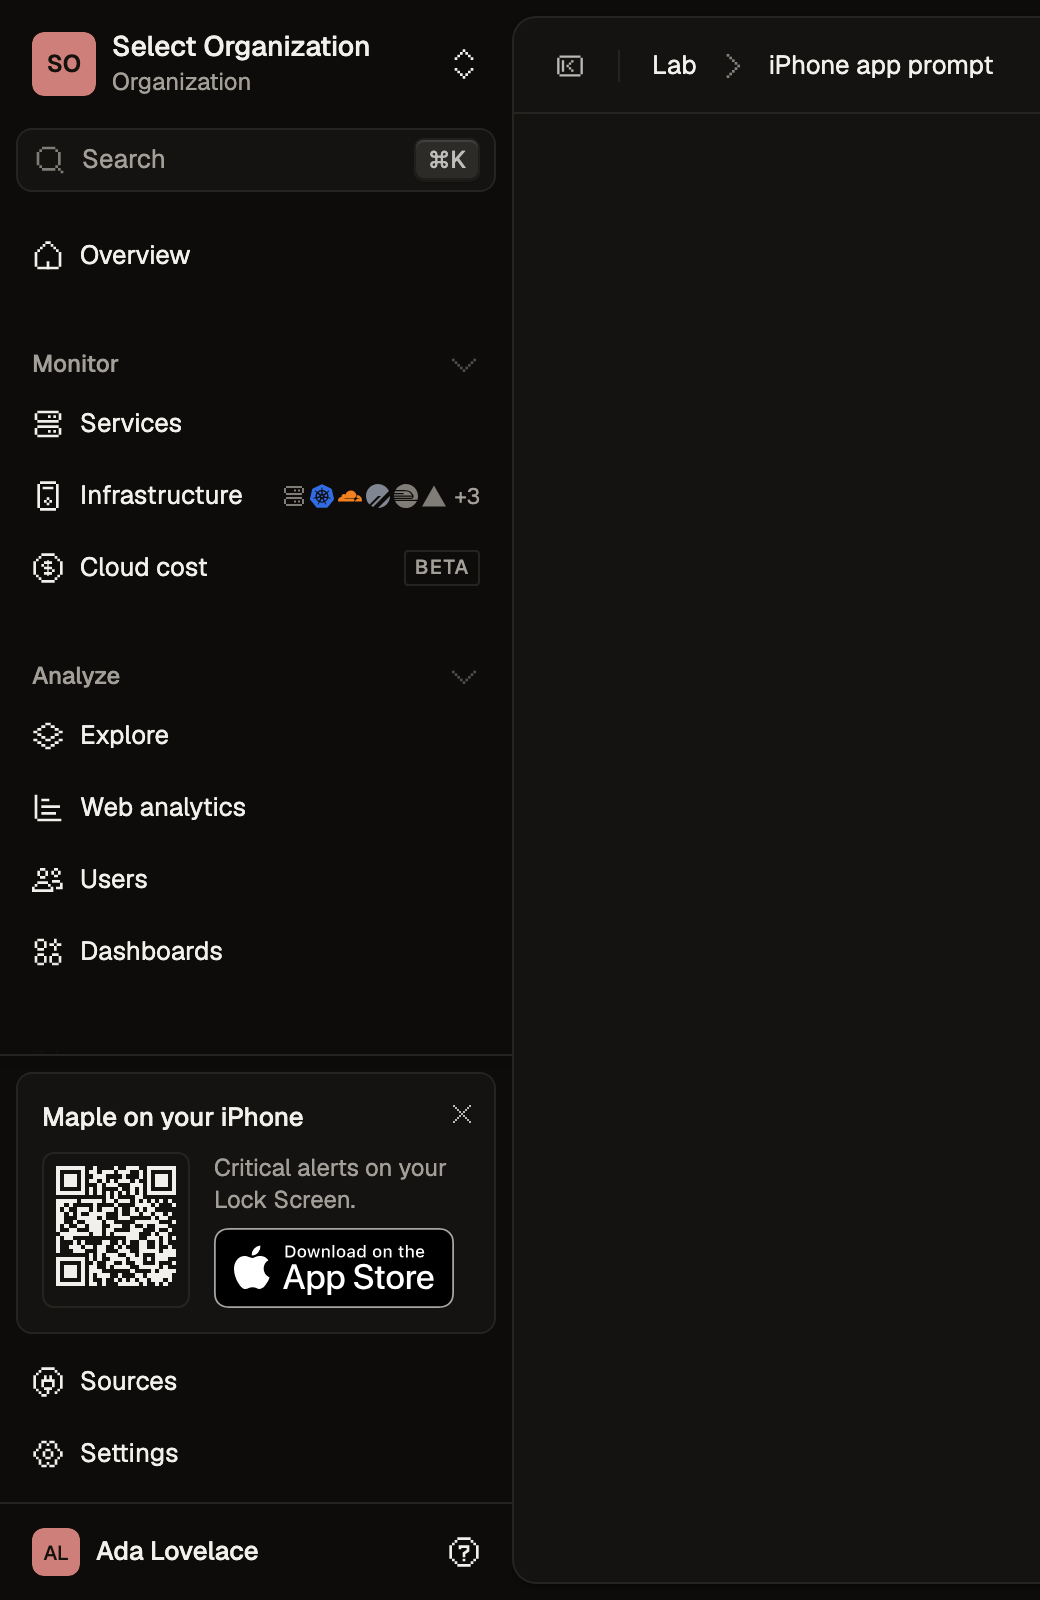 SO
Select Organization
Organization
Search
⌘K
Overview
Monitor
Services
Infrastructure
+3
Cloud cost
BETA
Analyze
Explore
Web analytics
Users
Dashboards
Maple on your iPhone
Critical alerts on your
Lock Screen.
Download on the
App Store
Sources
Settings
AL
Ada Lovelace
Lab
iPhone app prompt